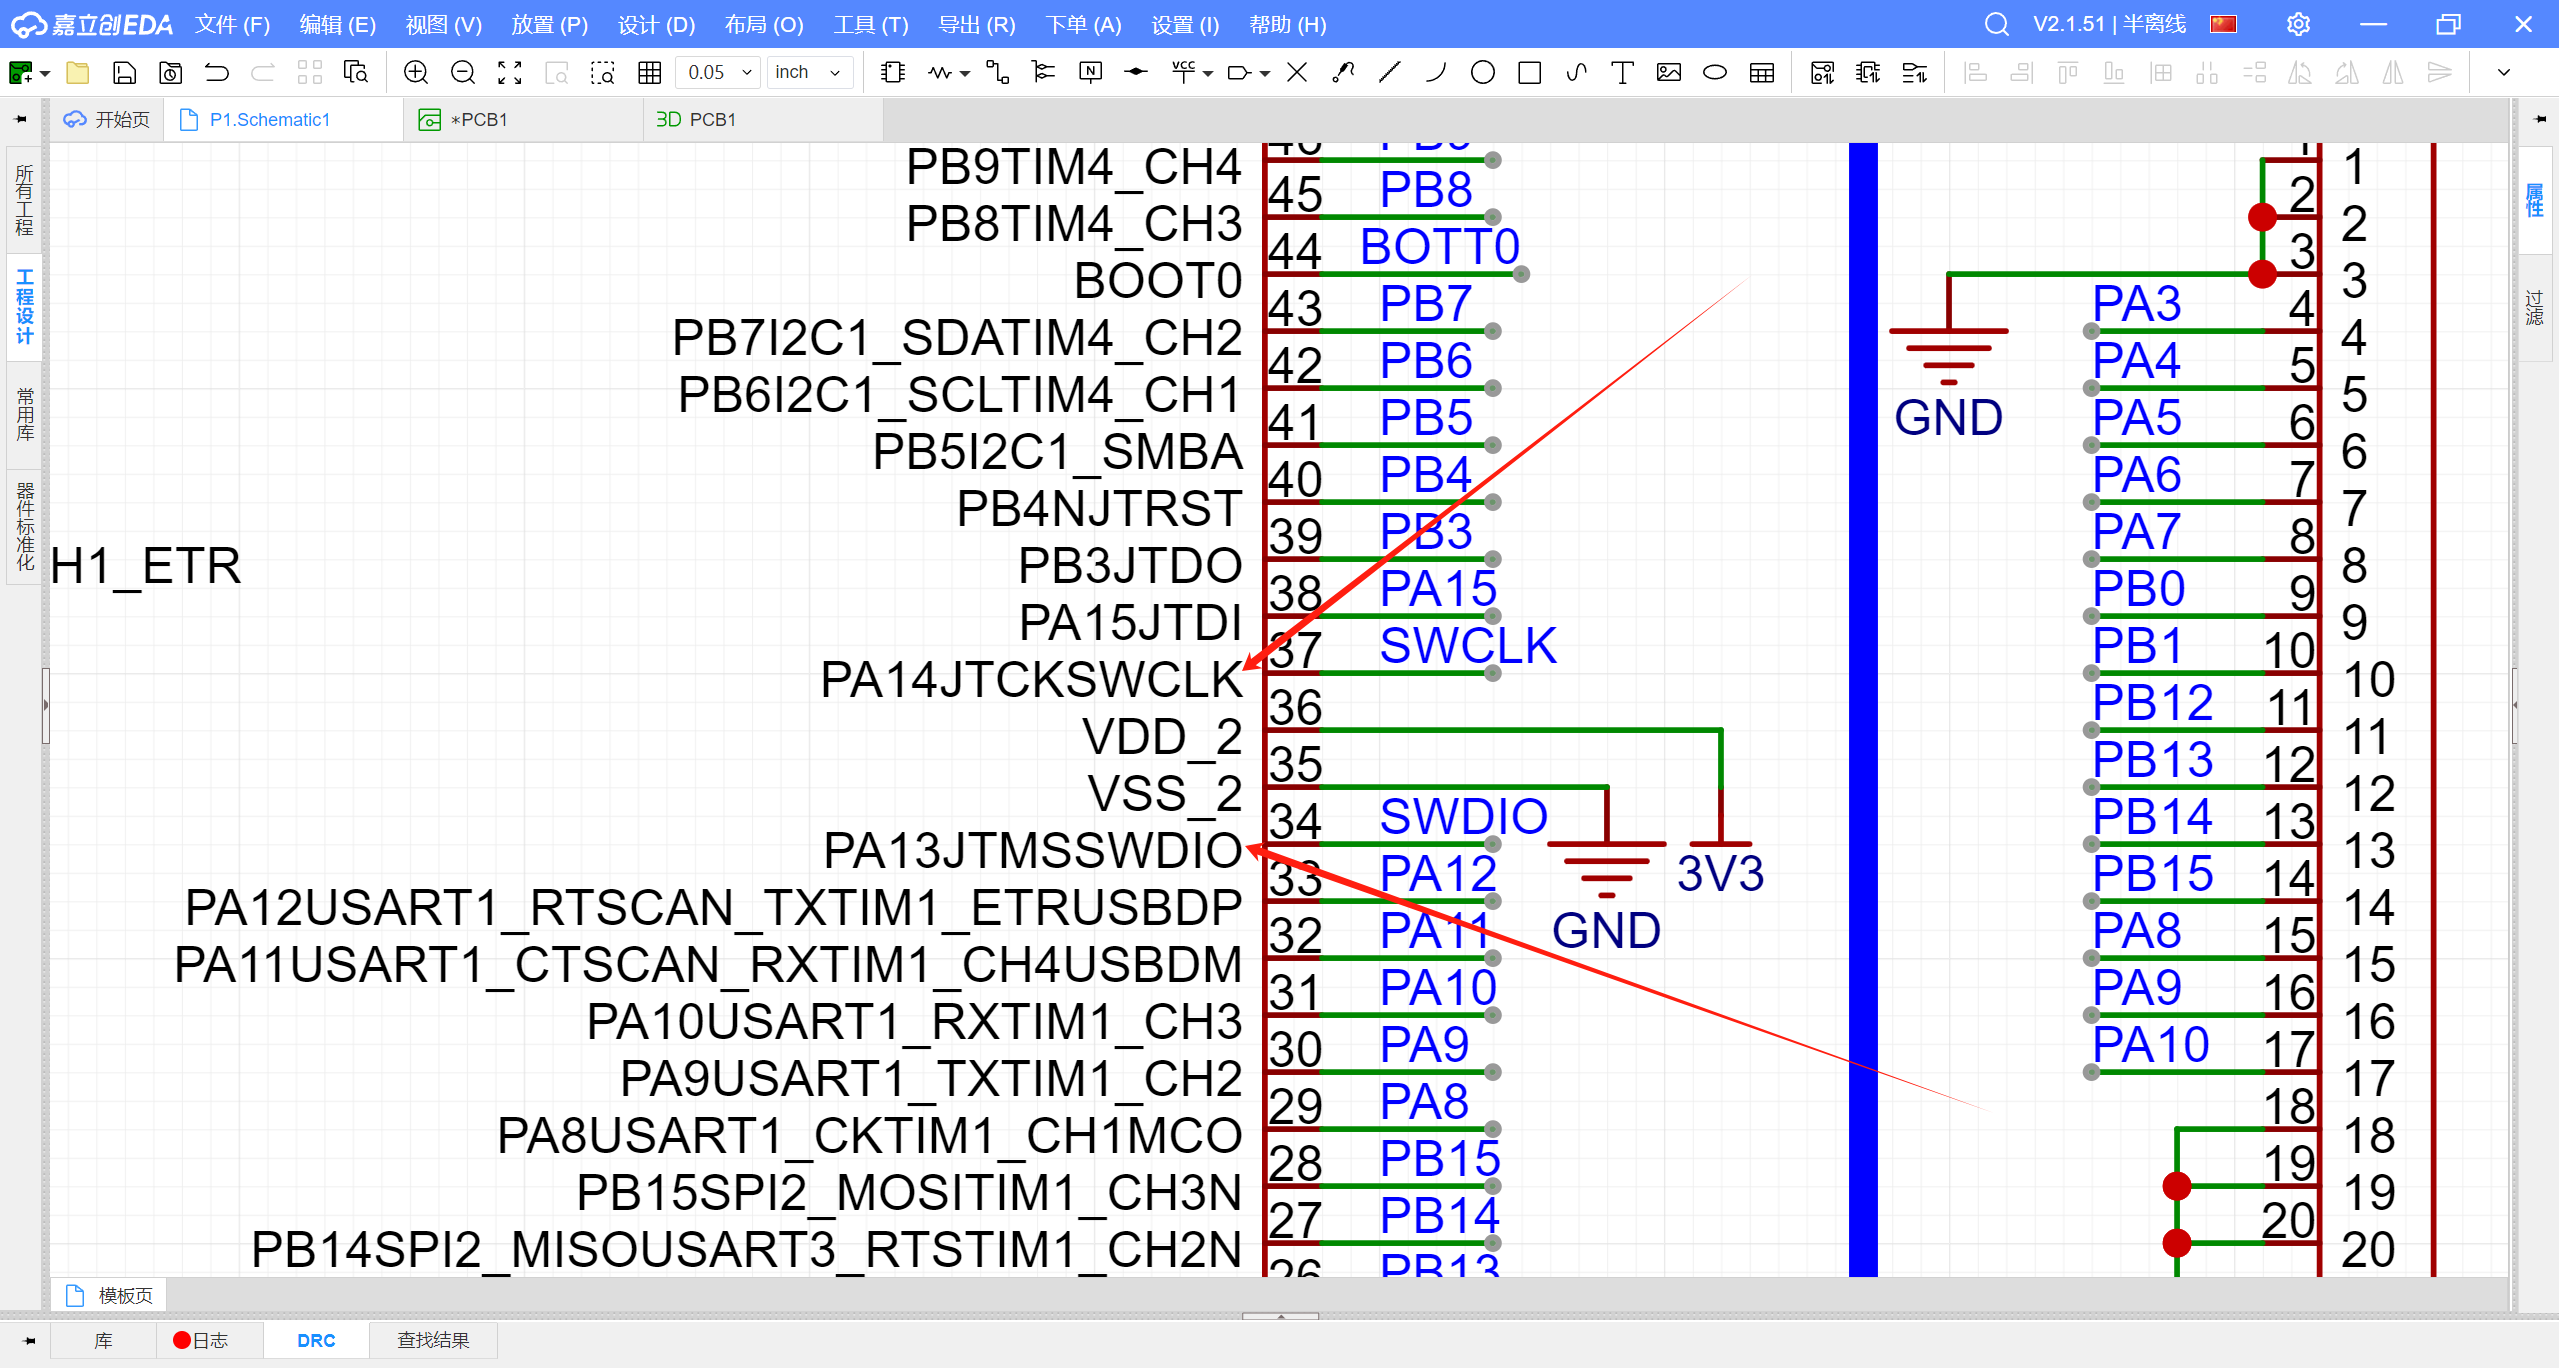 嘉立创EDA 文件 (F) 编辑 (E) 视图 (V) 放置 (P) 设计 (D) 布局 (O) 工具 (T) 导出 (R) 下单 (A) 设置 (I) 帮助 (H) V2.1.51 | 半离线
0.05 inch N VCC
开始页 P1.Schematic1 *PCB1 3D PCB1
所有工程
工程设计
常用库
器件标准化
属性
过滤
PB9TIM4_CH4
PB8TIM4_CH3 45 PB8
BOOT0 44 BOTT0
PB7I2C1_SDATIM4_CH2 43 PB7
PB6I2C1_SCLTIM4_CH1 42 PB6
PB5I2C1_SMBA 41 PB5
PB4NJTRST 40 PB4
H1_ETR
PB3JTDO 39 PB3
PA15JTDI 38 PA15
PA14JTCKSWCLK 37 SWCLK
VDD_2 36
VSS_2 35
PA13JTMSSWDIO 34 SWDIO
PA12USART1_RTSCAN_TXTIM1_ETRUSBDP 33 PA12
PA11USART1_CTSCAN_RXTIM1_CH4USBDM 32 PA11
PA10USART1_RXTIM1_CH3 31 PA10
PA9USART1_TXTIM1_CH2 30 PA9
PA8USART1_CKTIM1_CH1MCO 29 PA8
PB15SPI2_MOSITIM1_CH3N 28 PB15
PB14SPI2_MISOUSART3_RTSTIM1_CH2N 27 PB14
26 PB13
GND
3V3
GND
1 1
2 2
3 3
PA3 4 4
PA4 5 5
PA5 6 6
PA6 7 7
PA7 8 8
PB0 9 9
PB1 10 10
PB12 11 11
PB13 12 12
PB14 13 13
PB15 14 14
PA8 15 15
PA9 16 16
PA10 17 17
18 18
19 19
20 20
模板页
库 日志 DRC 查找结果